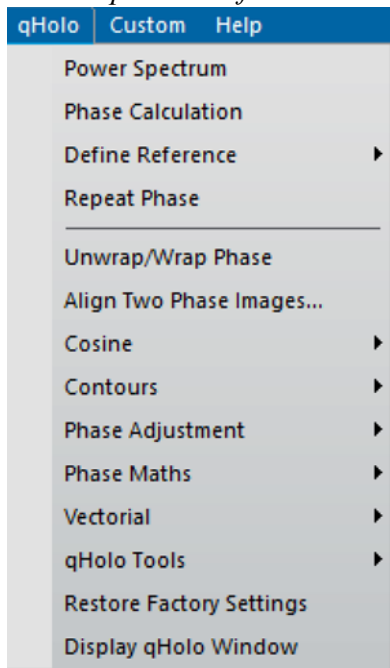 qHolo Custom Help
Power Spectrum
Phase Calculation
Define Reference
Repeat Phase
Unwrap/Wrap Phase
Align Two Phase Images...
Cosine
Contours
Phase Adjustment
Phase Maths
Vectorial
qHolo Tools
Restore Factory Settings
Display qHolo Window